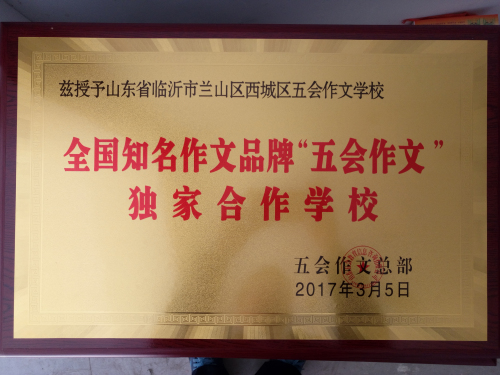 兹授予山东省临沂市兰山区西城区五会作文学校
全国知名作文品牌“五会作文”
独家合作学校
五会作文总部
2017年3月5日